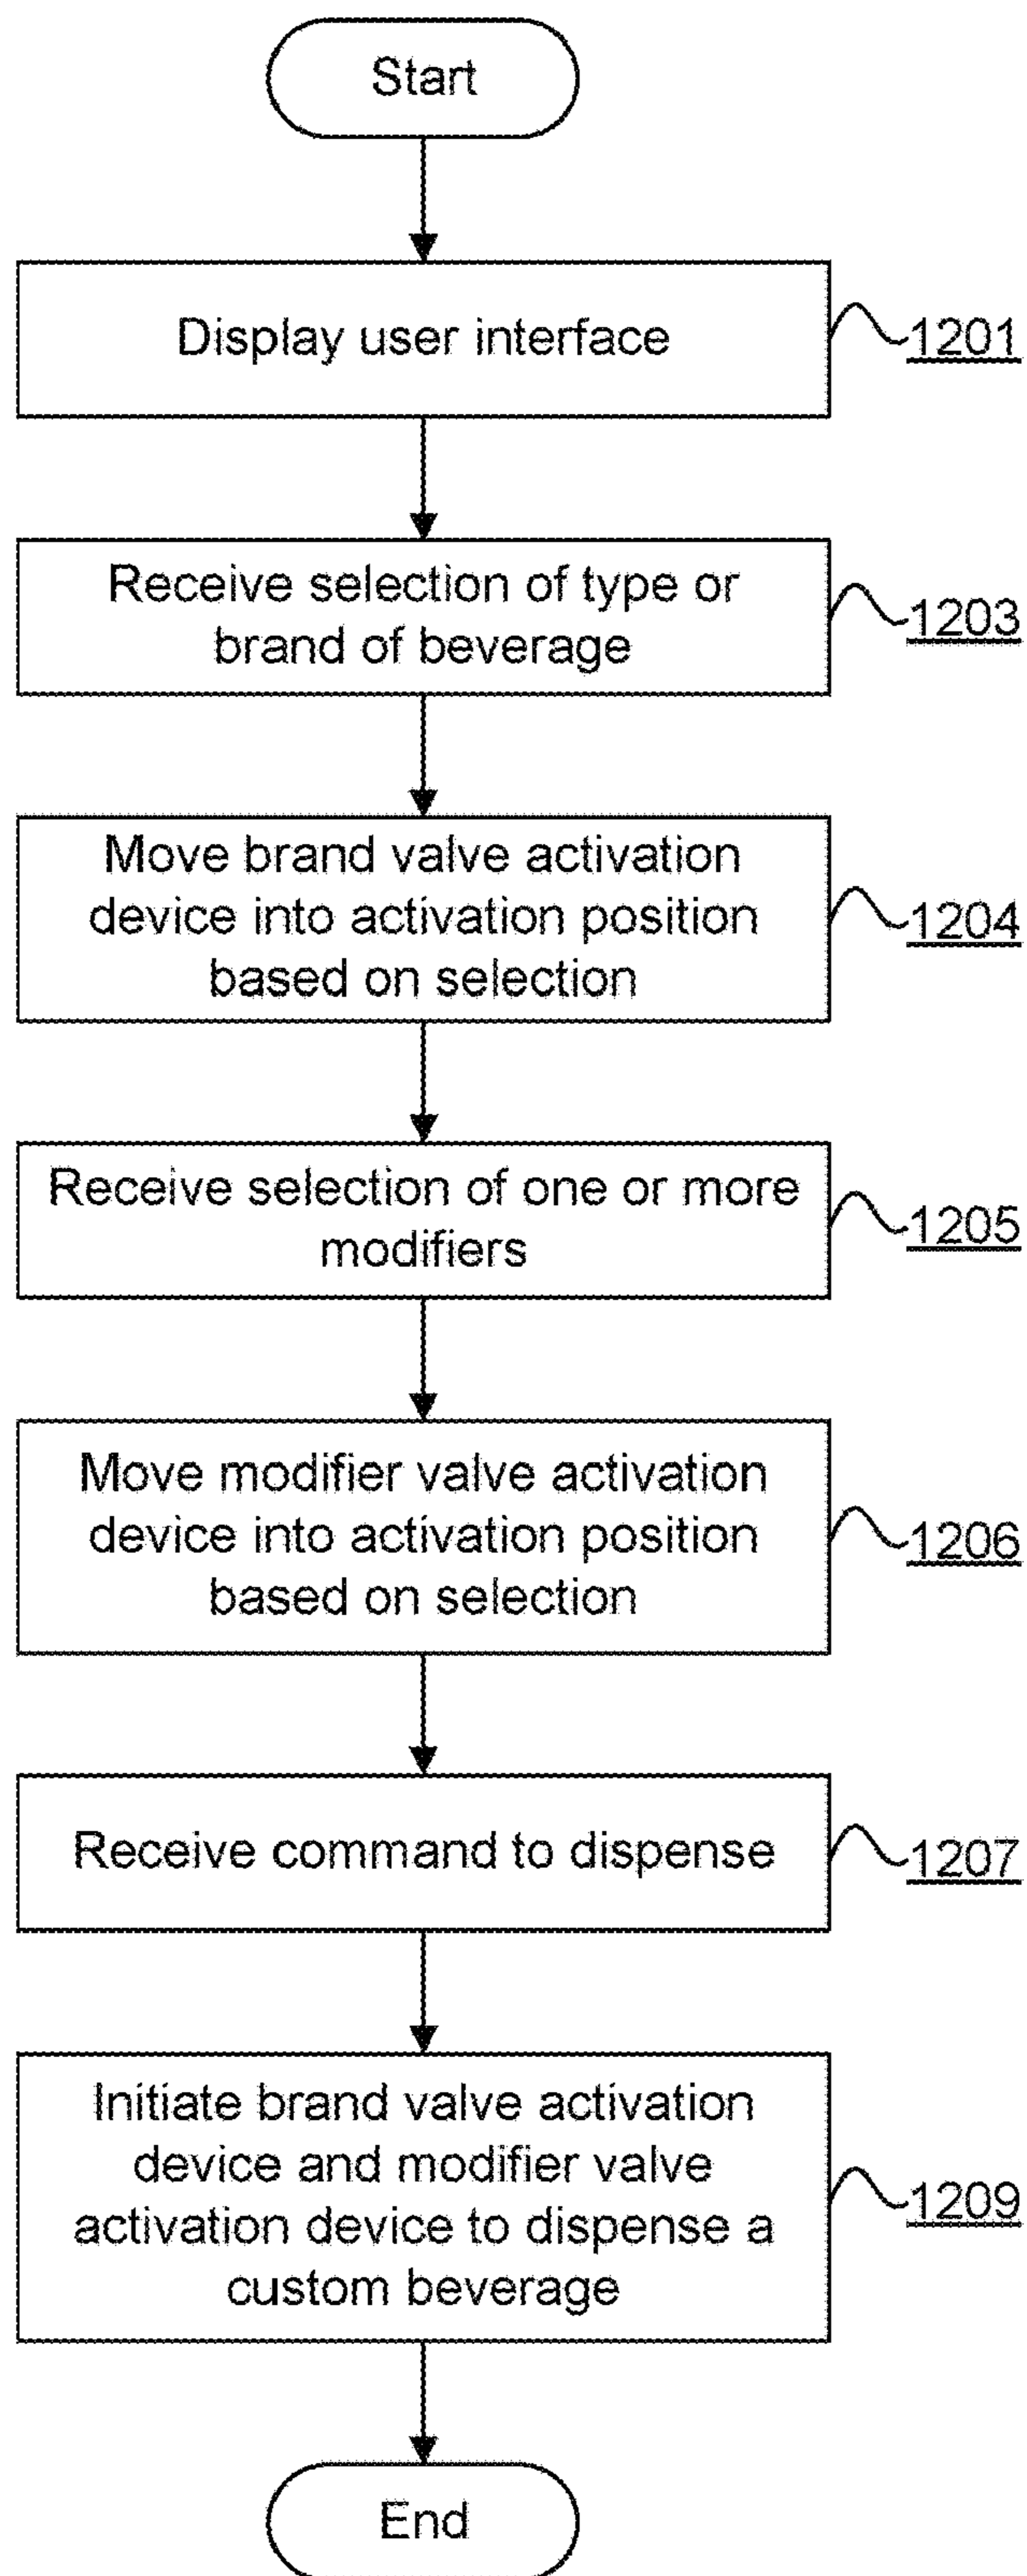 Start
Display user interface
1201
Receive selection of type or
brand of beverage
1203
Move brand valve activation
device into activation position
based on selection
1204
Receive selection of one or more
modifiers
1205
Move modifier valve activation
device into activation position
based on selection
1206
Receive command to dispense
1207
Initiate brand valve activation
device and modifier valve
activation device to dispense a
custom beverage
1209
End